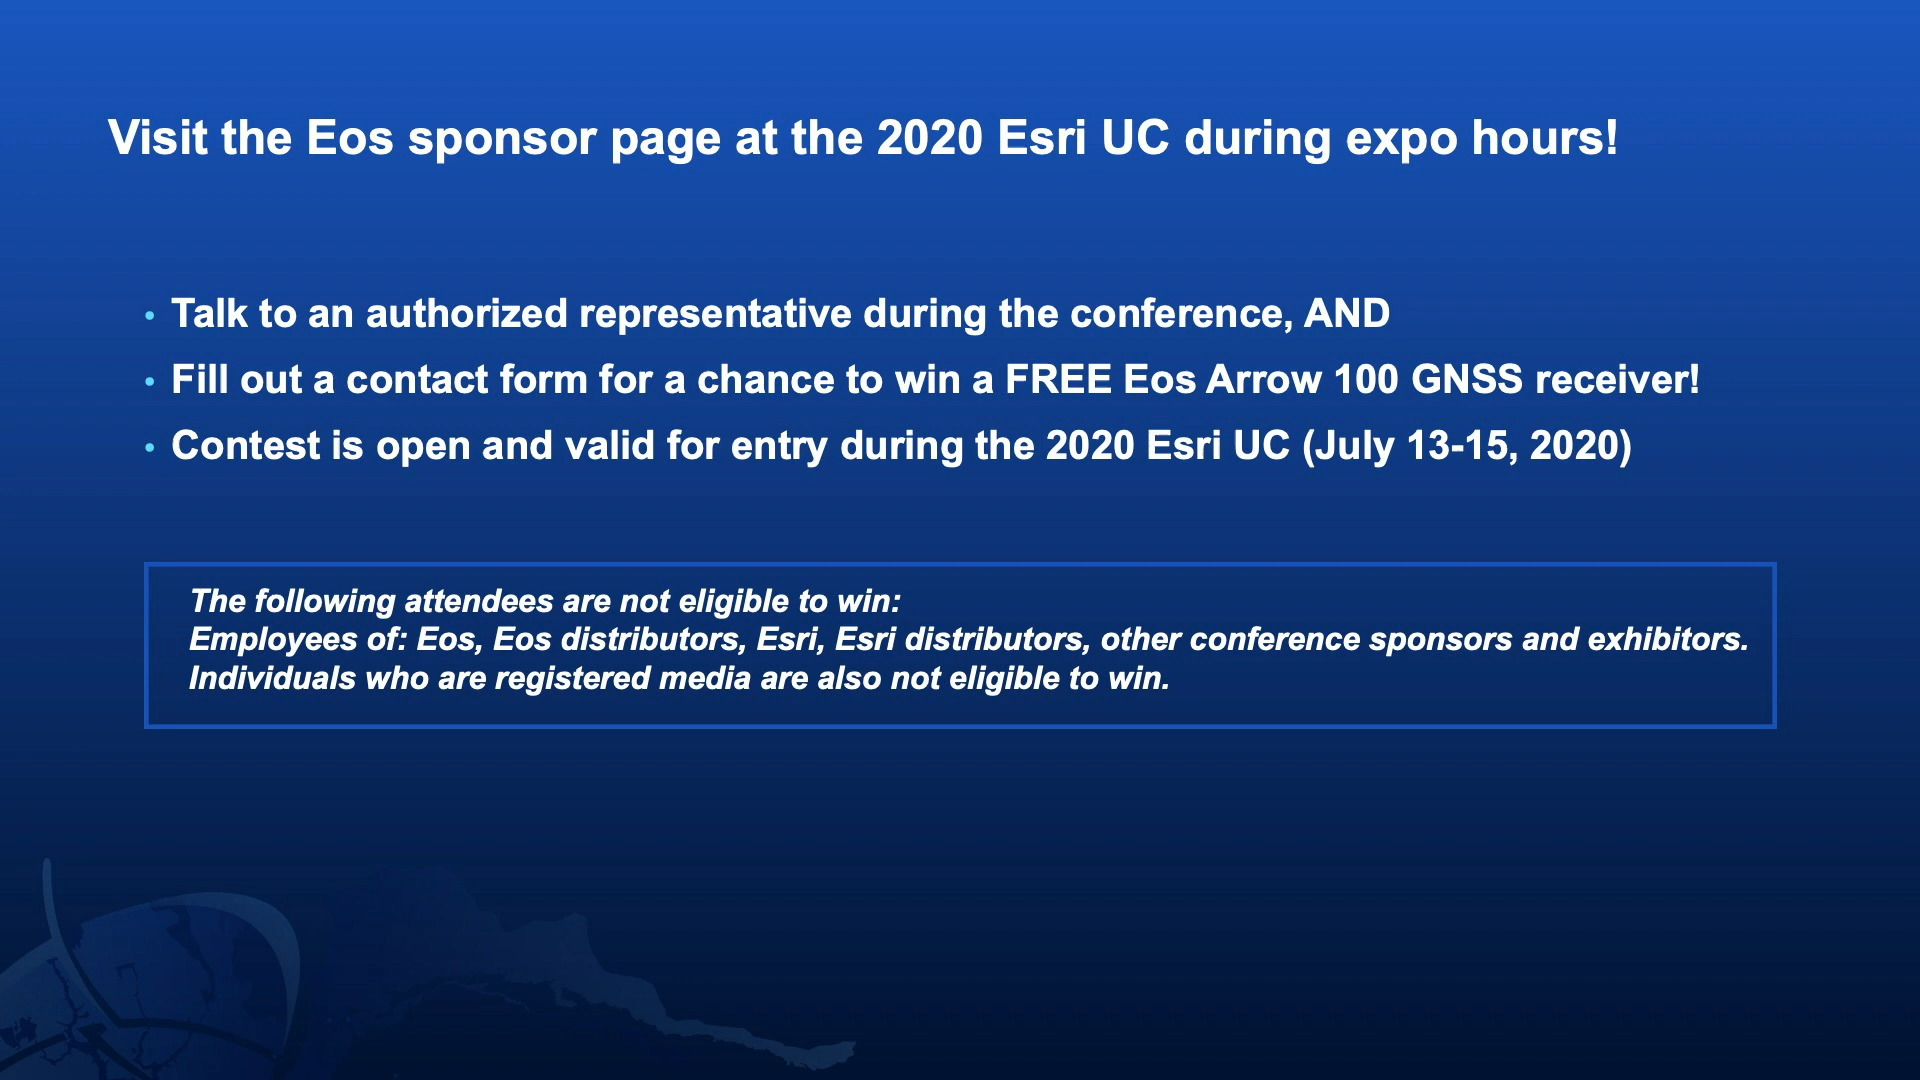 Visit the Eos sponsor page at the 2020 Esri UC during expo hours!
• Talk to an authorized representative during the conference, AND
• Fill out a contact form for a chance to win a FREE Eos Arrow 100 GNSS receiver!
• Contest is open and valid for entry during the 2020 Esri UC (July 13-15, 2020)
The following attendees are not eligible to win:
Employees of: Eos, Eos distributors, Esri, Esri distributors, other conference sponsors and exhibitors.
Individuals who are registered media are also not eligible to win.